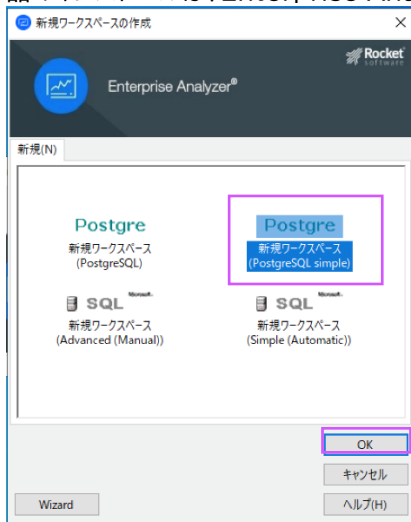 新規ワークスペースの作成
Rocket
software
Enterprise Analyzer®
新規(N)
Postgre
新規ワークスペース
(PostgreSQL)
Postgre
新規ワークスペース
(PostgreSQL simple)
Microsoft
SQL
新規ワークスペース
(Advanced (Manual))
Microsoft
SQL
新規ワークスペース
(Simple (Automatic))
OK
キャンセル
Wizard
ヘルプ(H)